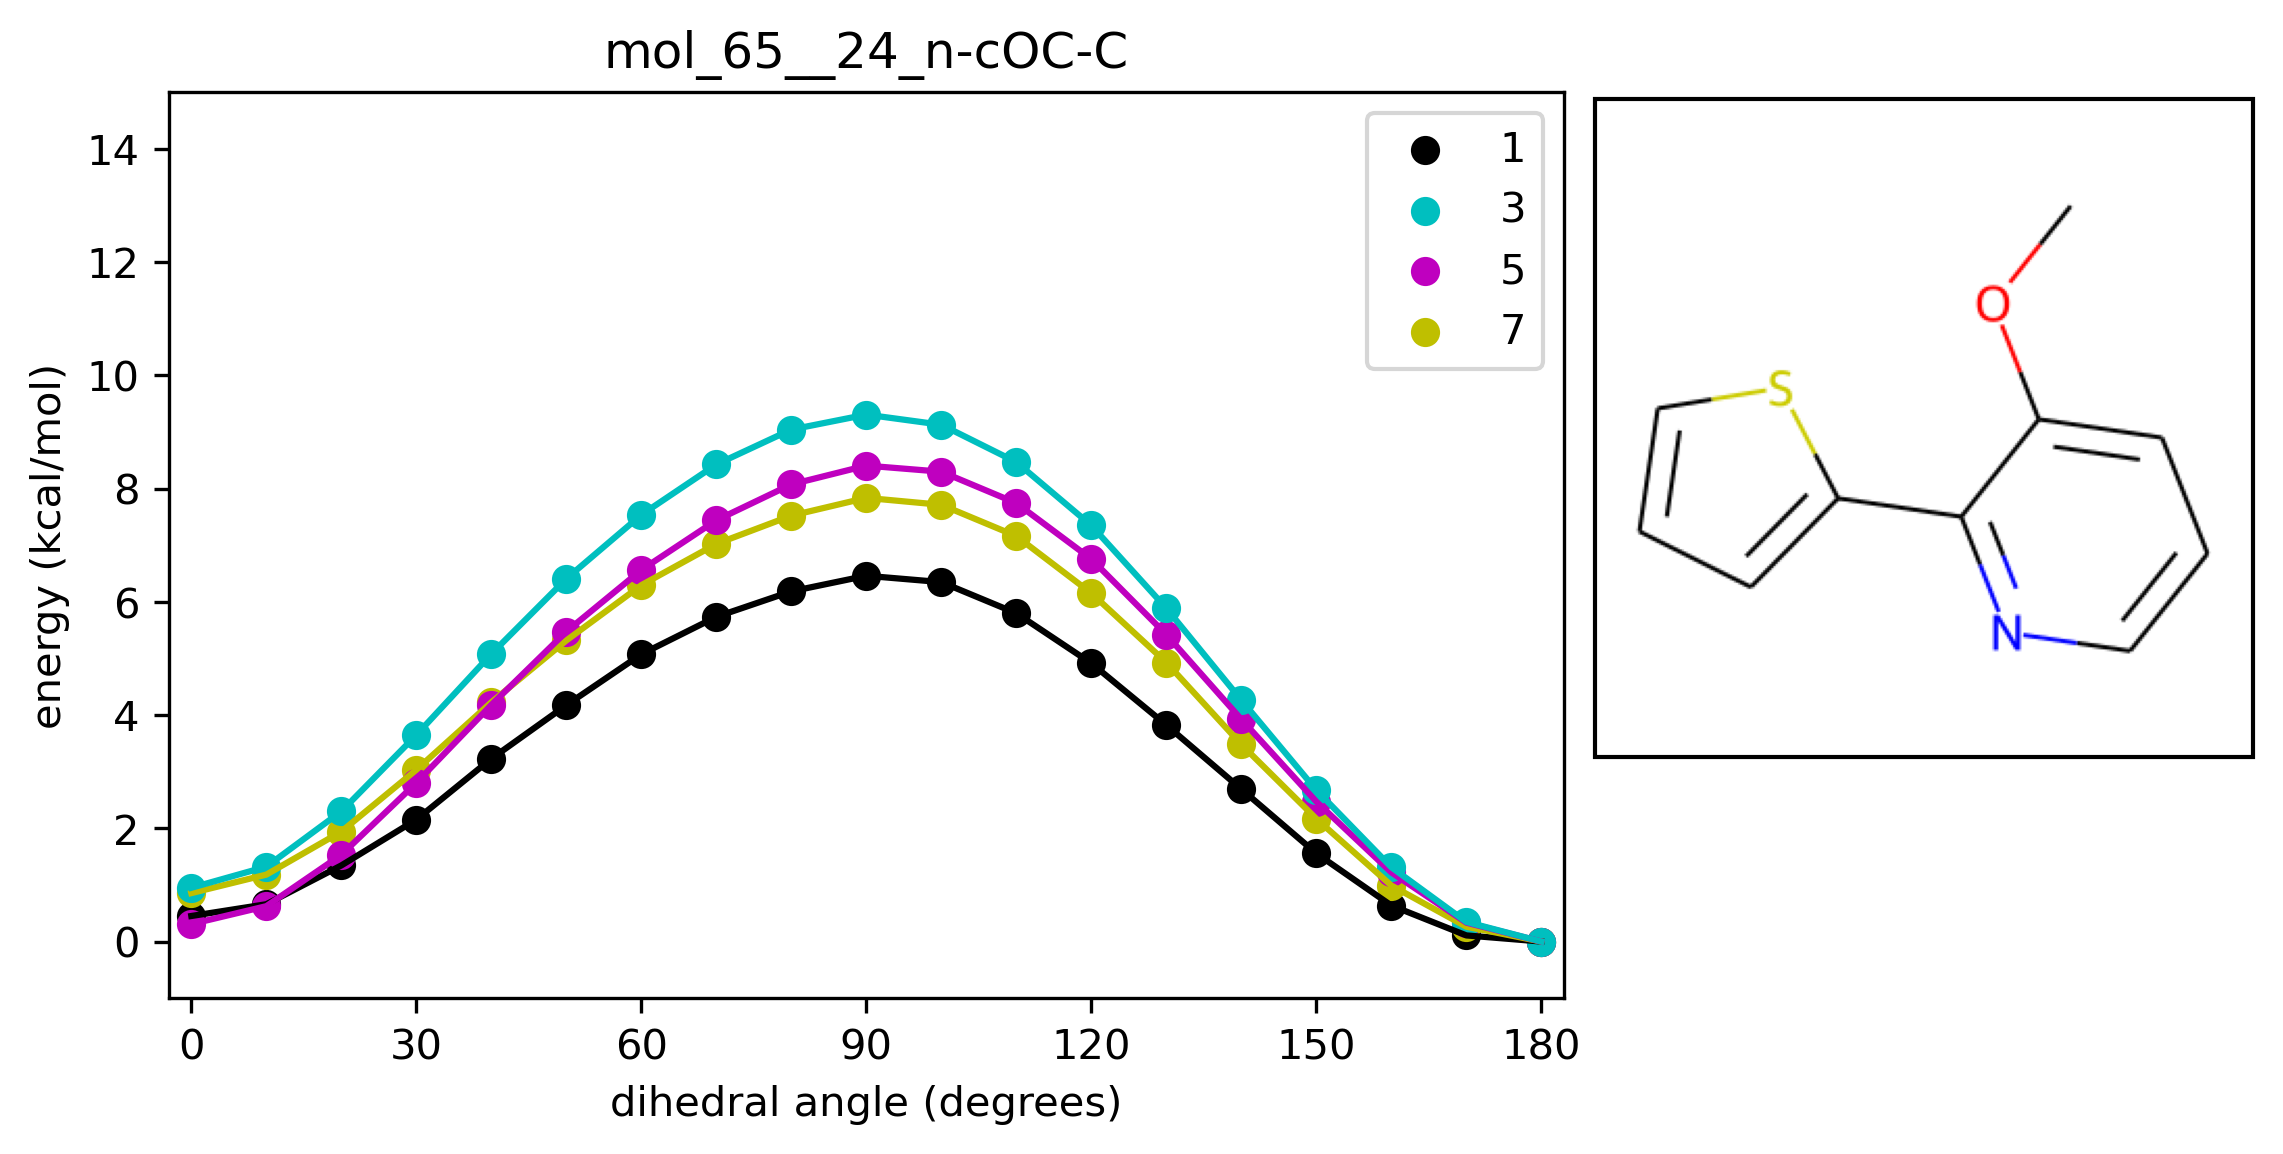 mol_65__24_n-cOC-C
14
12
10
8
6
4
2
0
energy (kcal/mol)
0 30 60 90 120 150 180
dihedral angle (degrees)
1
3
5
7
O
S
N